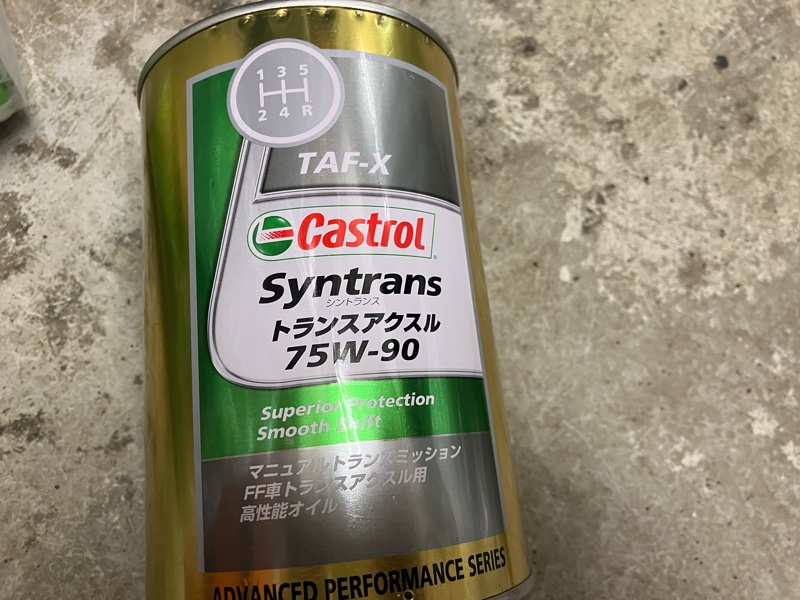 1 3 5
2 4 R
TAF-X
Castrol
Syntrans
シントランス
トランスアクスル
75W-90
Superior Protection
Smooth Shift
マニュアルトランスミッション
FF車トランスアクスル用
高性能オイル
ADVANCED PERFORMANCE SERIES